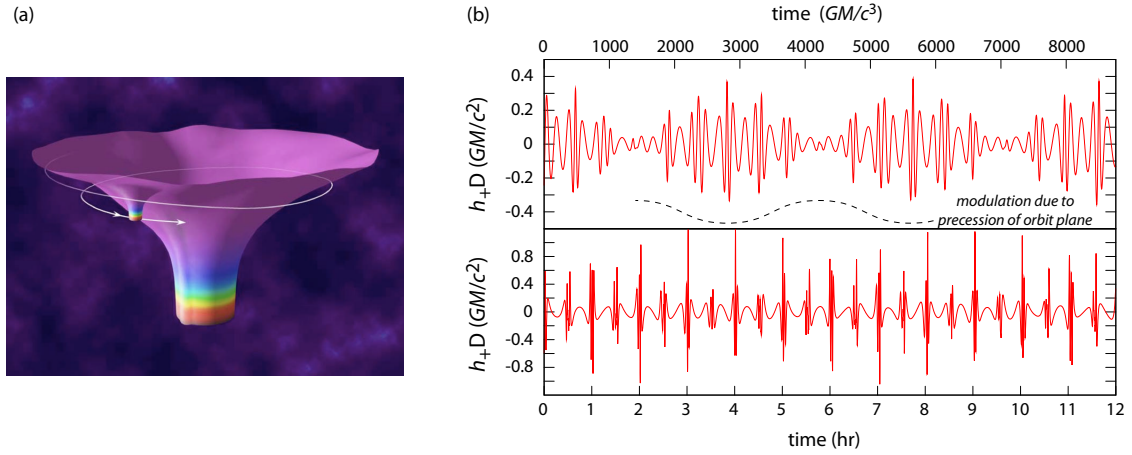 (a)
(b)
time (GM/c³)
0 1000 2000 3000 4000 5000 6000 7000 8000
0.4
0.2
0
-0.2
-0.4
h₊D (GM/c²)
modulation due to
precession of orbit plane
0.8
0.4
0
-0.4
-0.8
h₊D (GM/c²)
0 1 2 3 4 5 6 7 8 9 10 11 12
time (hr)